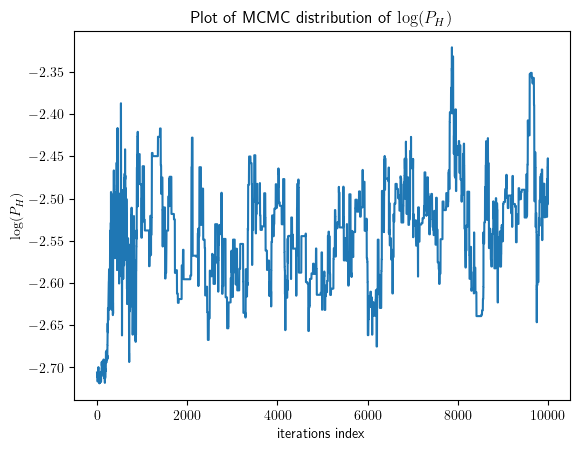 Plot of MCMC distribution of log(P_H)
log(P_H)
−2.35
−2.40
−2.45
−2.50
−2.55
−2.60
−2.65
−2.70
0 2000 4000 6000 8000 10000
iterations index